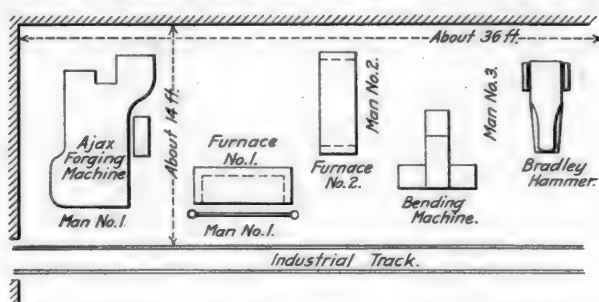 About 36 ft.
About 14 ft.
Ajax
Forging
Machine
Man No.1.
Furnace
No.1.
Man No.1.
Man No.2.
Furnace
No.2.
Man No.3.
Bending
Machine.
Bradley
Hammer.
Industrial Track.